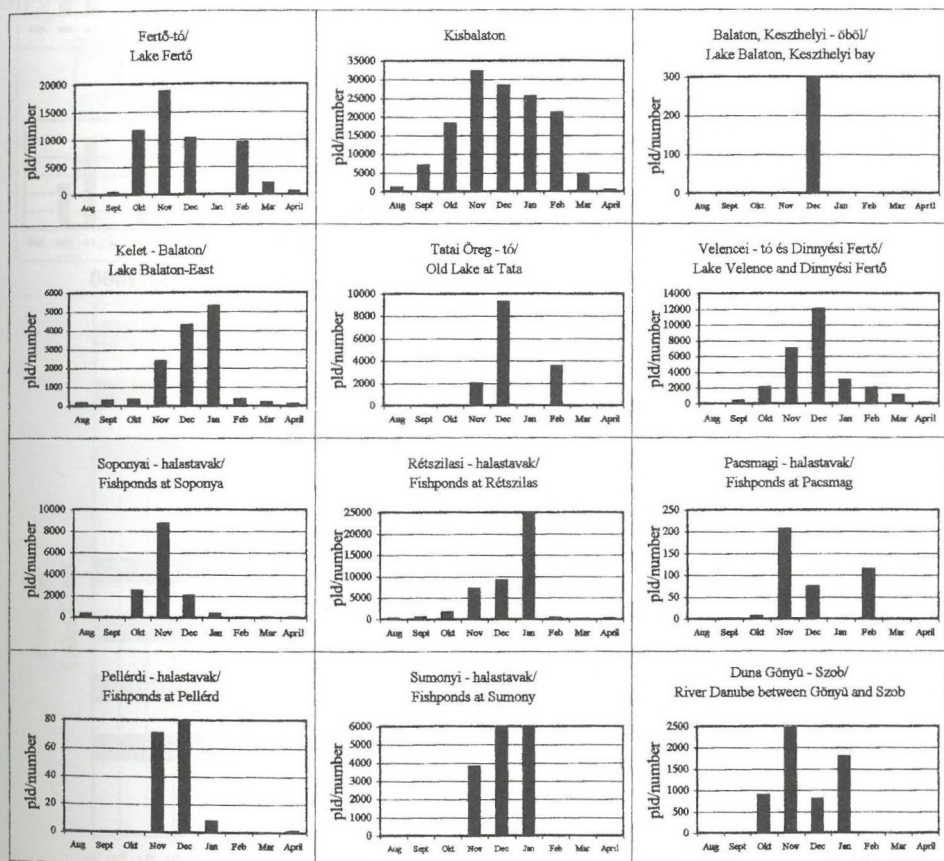 Fertő-tó/
Lake Fertő
pld/number
20000
15000
10000
5000
0
Aug Sept Okt Nov Dec Jan Feb Mar April
Kisbalaton
pld/number
35000
30000
25000
20000
15000
10000
5000
0
Aug Sept Okt Nov Dec Jan Feb Mar April
Balaton, Keszthelyi - öböl/
Lake Balaton, Keszthelyi bay
pld/number
300
200
100
0
Aug Sept Okt Nov Dec Jan Feb Mar April
Kelet - Balaton/
Lake Balaton-East
pld/number
6000
5000
4000
3000
2000
1000
0
Aug Sept Okt Nov Dec Jan Feb Mar April
Tatai Öreg - tó/
Old Lake at Tata
pld/number
10000
8000
6000
4000
2000
0
Aug Sept Okt Nov Dec Jan Feb Mar April
Velencei - tó és Dinnyési Fertő/
Lake Velence and Dinnyési Fertő
pld/number
14000
12000
10000
8000
6000
4000
2000
0
Aug Sept Okt Nov Dec Jan Feb Mar April
Soponyai - halastavak/
Fishponds at Soponya
pld/number
10000
8000
6000
4000
2000
0
Aug Sept Okt Nov Dec Jan Feb Mar April
Rétszilasi - halastavak/
Fishponds at Rétszilas
pld/number
25000
20000
15000
10000
5000
0
Aug Sept Okt Nov Dec Jan Feb Mar April
Pacsmagi - halastavak/
Fishponds at Pacsmag
pld/number
250
200
150
100
50
0
Aug Sept Okt Nov Dec Jan Feb Mar April
Pellérdi - halastavak/
Fishponds at Pellérd
pld/number
80
60
40
20
0
Aug Sept Okt Nov Dec Jan Feb Mar April
Sumonyi - halastavak/
Fishponds at Sumony
pld/number
6000
5000
4000
3000
2000
1000
0
Aug Sept Okt Nov Dec Jan Feb Mar April
Duna Gönyü - Szob/
River Danube between Gönyü and Szob
pld/number
2500
2000
1500
1000
500
0
Aug Sept Okt Nov Dec Jan Feb Mar April